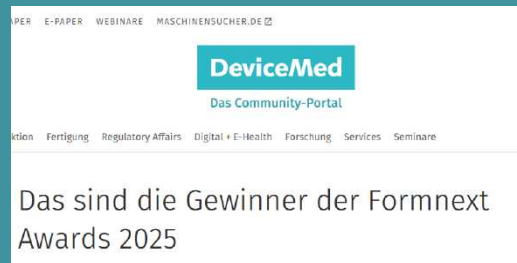 E-PAPER WEBINARE MASCHINENSUCHER.DE
DeviceMed
Das Community-Portal
Fertigung Regulatory Affairs Digital + E-Health Forschung Services Seminare
Das sind die Gewinner der Formnext
Awards 2025